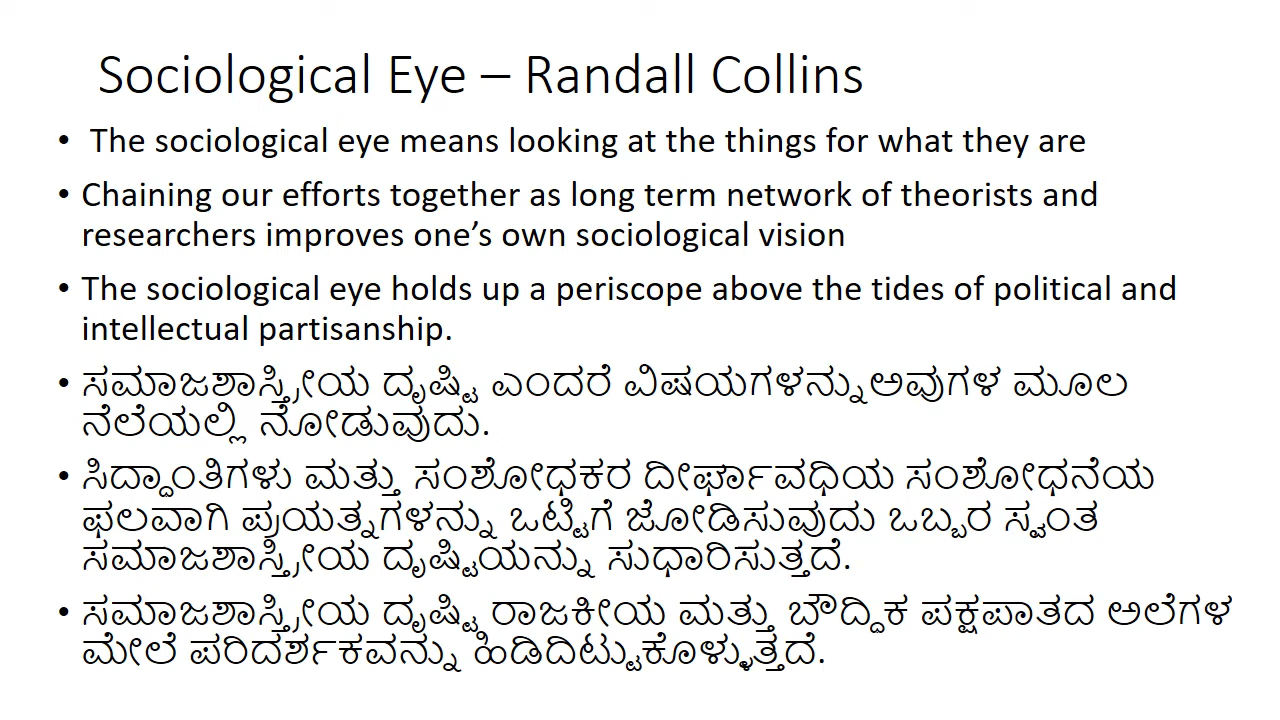 Sociological Eye – Randall Collins
• The sociological eye means looking at the things for what they are
• Chaining our efforts together as long term network of theorists and
researchers improves one’s own sociological vision
• The sociological eye holds up a periscope above the tides of political and
intellectual partisanship.
• ಸಮಾಜಶಾಸ್ತ್ರೀಯ ದೃಷ್ಟಿ ಎಂದರೆ ವಿಷಯಗಳನ್ನು ಅವುಗಳ ಮೂಲ
ನೆಲೆಯಲ್ಲಿ ನೋಡುವುದು.
• ಸಿದ್ದಾಂತಿಗಳು ಮತ್ತು ಸಂಶೋಧಕರ ದೀರ್ಘಾವಧಿಯ ಸಂಶೋಧನೆಯ
ಫಲವಾಗಿ ಪ್ರಯತ್ನಗಳನ್ನು ಒಟ್ಟಿಗೆ ಜೋಡಿಸುವುದು ಒಬ್ಬರ ಸ್ವಂತ
ಸಮಾಜಶಾಸ್ತ್ರೀಯ ದೃಷ್ಟಿಯನ್ನು ಸುಧಾರಿಸುತ್ತದೆ.
• ಸಮಾಜಶಾಸ್ತ್ರೀಯ ದೃಷ್ಟಿ ರಾಜಕೀಯ ಮತ್ತು ಬೌದ್ದಿಕ ಪಕ್ಷಪಾತದ ಅಲೆಗಳ
ಮೇಲೆ ಪರಿದರ್ಶಕವನ್ನು ಹಿಡಿದಿಟ್ಟುಕೊಳ್ಳುತ್ತದೆ.